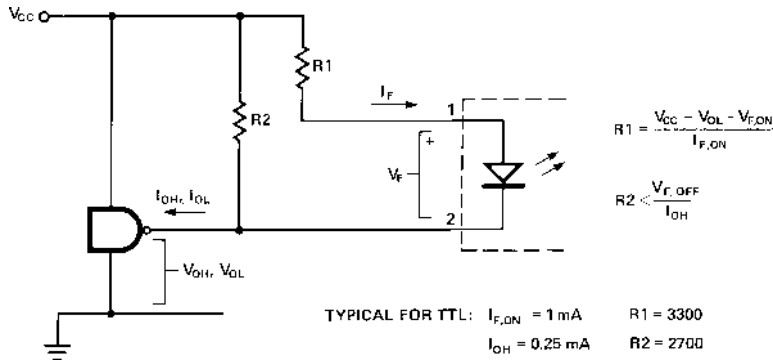 VCC
R1
IF
1
R1 = (VCC - VOL - VF,ON) / IF,ON
R2
+
VF
R2 < VF, OFF / IOH
IOH, IOL
2
VOH, VOL
TYPICAL FOR TTL: IF,ON = 1 mA R1 = 3300
IOH = 0.25 mA R2 = 2700